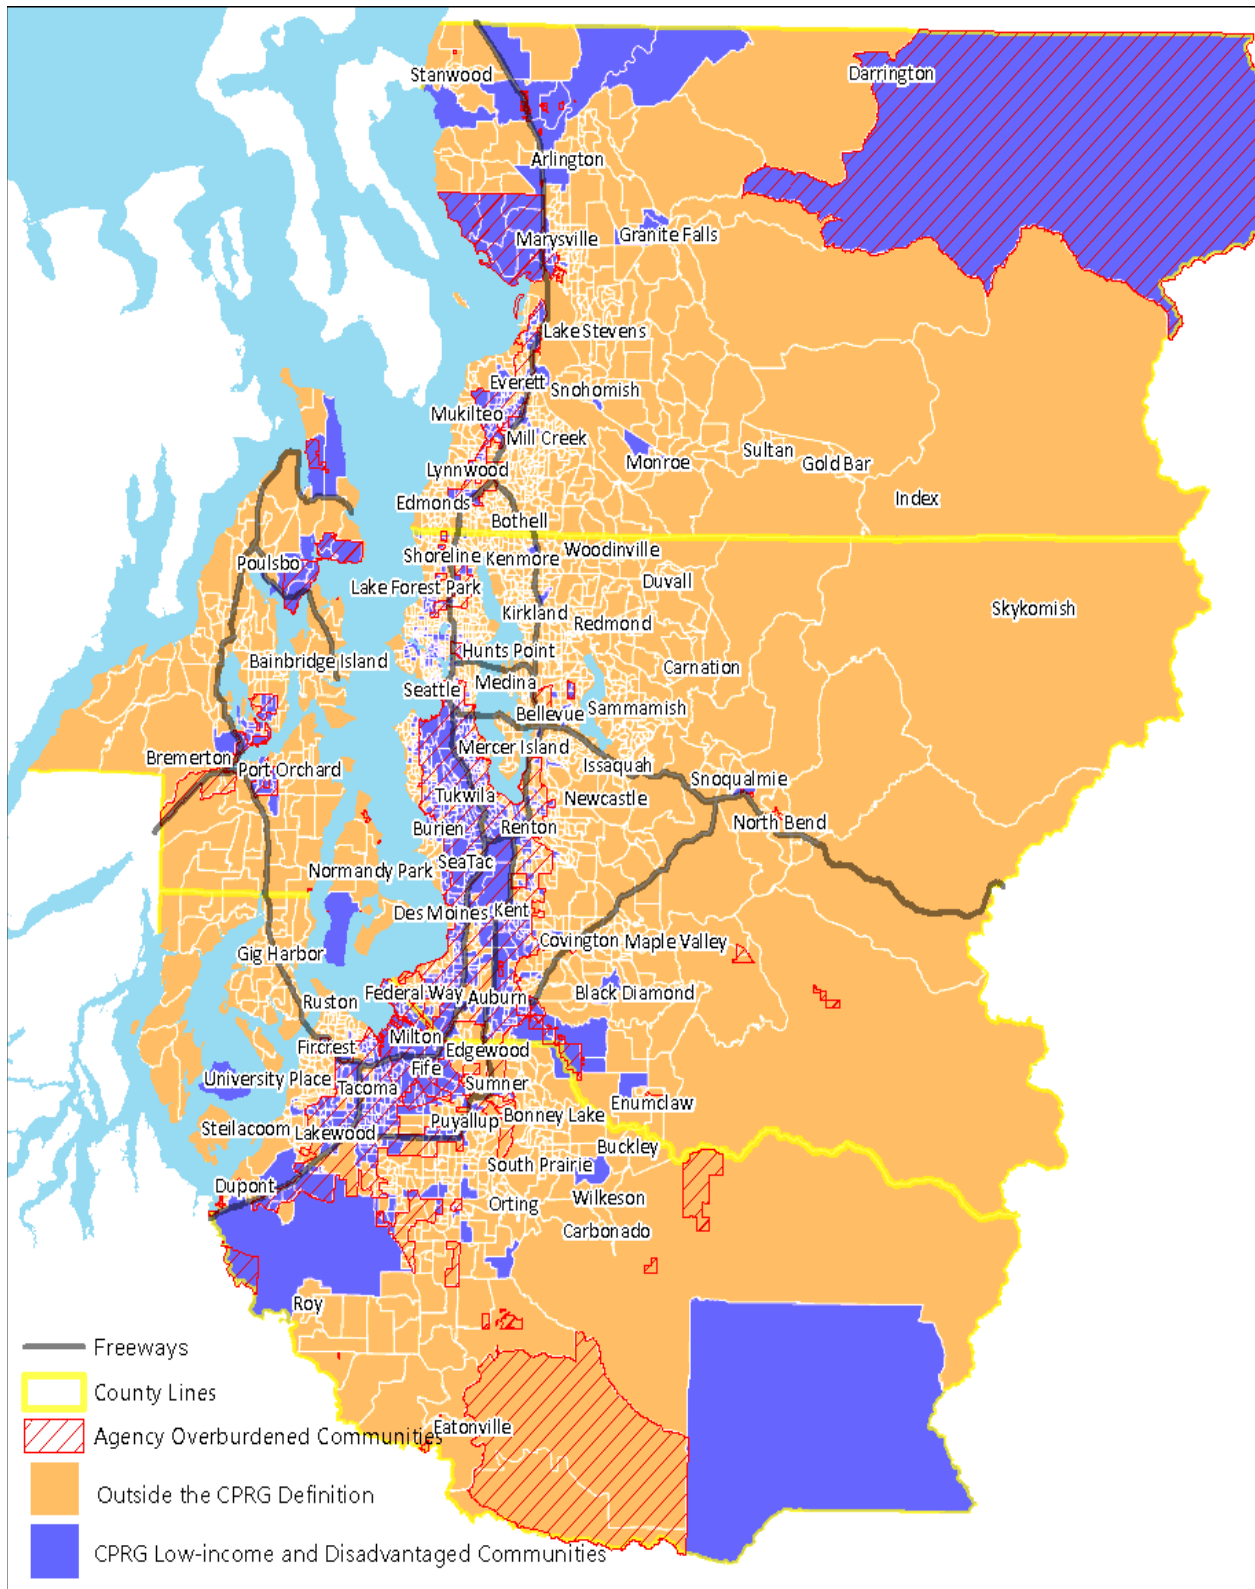 Stanwood
Darrington
Arlington
Marysville
Granite Falls
Lake Stevens
Everett
Snohomish
Mukilteo
Mill Creek
Lynnwood
Monroe
Sultan
Gold Bar
Edmonds
Index
Bothell
Shoreline
Kenmore
Woodinville
Poulsbo
Lake Forest Park
Duvall
Kirkland
Redmond
Skykomish
Hunts Point
Bainbridge Island
Carnation
Seattle
Medina
Bellevue
Sammamish
Mercer Island
Bremerton
Port Orchard
Issaquah
Snoqualmie
Tukwila
Newcastle
Burien
Renton
North Bend
Normandy Park
SeaTac
Des Moines
Kent
Gig Harbor
Covington
Maple Valley
Ruston
Federal Way
Auburn
Black Diamond
Fircrest
Milton
Edgewood
University Place
Tacoma
Fife
Sumner
Enumclaw
Steilacoom
Lakewood
Puyallup
Bonney Lake
Buckley
Dupont
South Prairie
Orting
Wilkeson
Carbonado
Roy
Eatonville
Freeways
County Lines
Agency Overburdened Communities
Outside the CPRG Definition
CPRG Low-income and Disadvantaged Communities